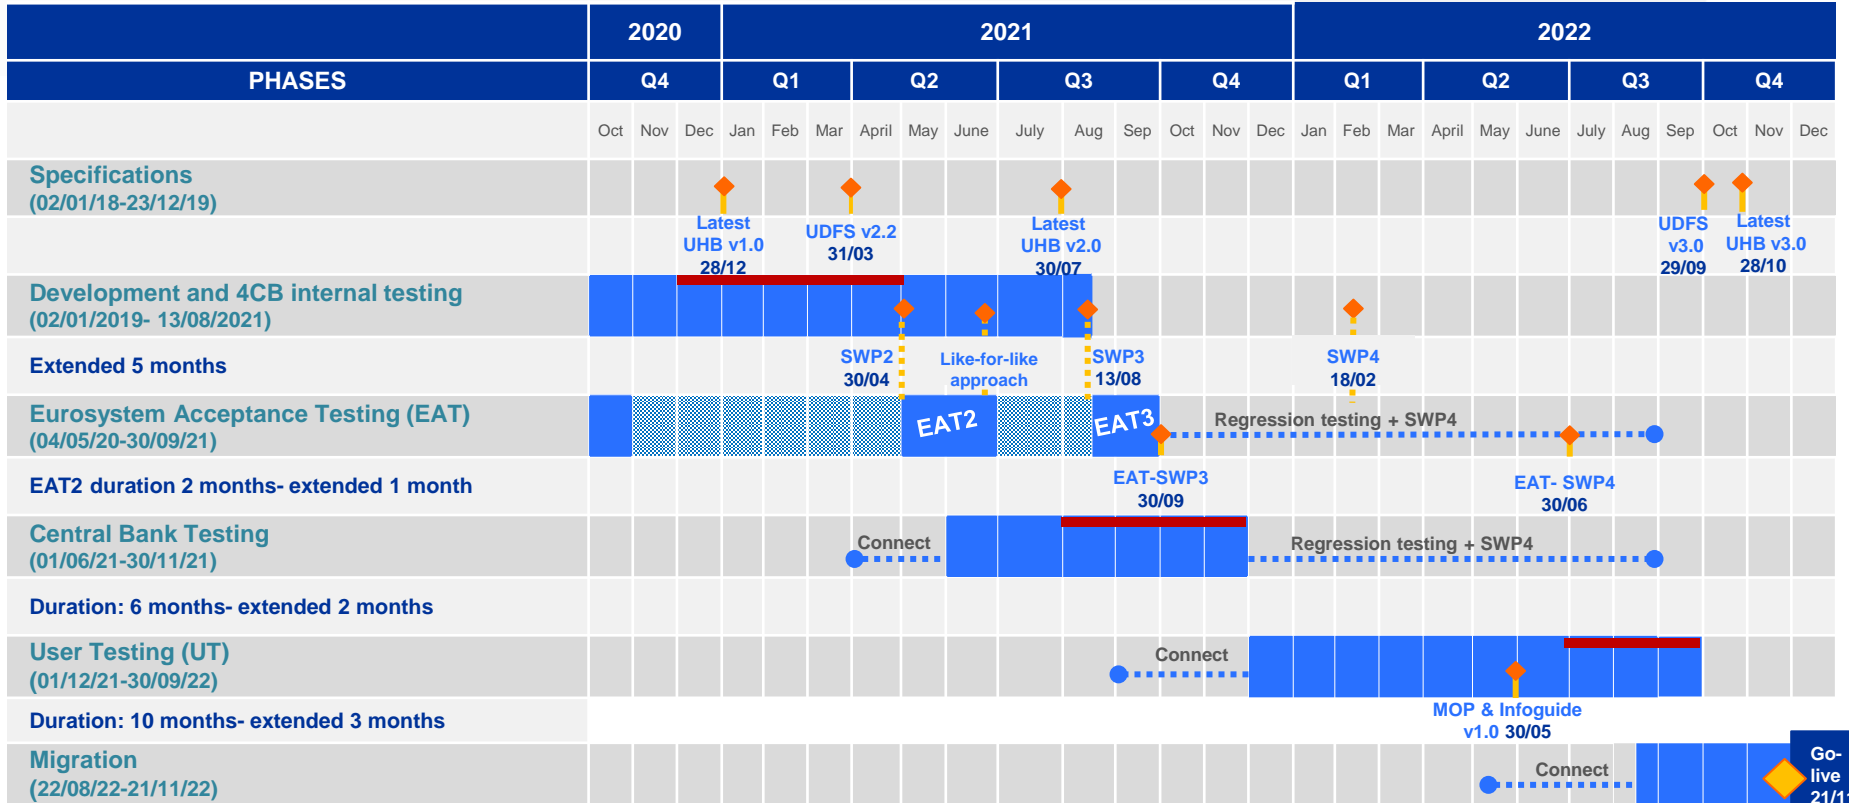 2020
2021
2022
PHASES
Q4
Q1
Q2
Q3
Q4
Q1
Q2
Q3
Q4
Oct Nov Dec Jan Feb Mar April May June July Aug Sep Oct Nov Dec Jan Feb Mar April May June July Aug Sep Oct Nov Dec
Specifications
(02/01/18-23/12/19)
Latest
UHB v1.0
28/12
UDFS v2.2
31/03
Latest
UHB v2.0
30/07
UDFS
v3.0
29/09
Latest
UHB v3.0
28/10
Development and 4CB internal testing
(02/01/2019- 13/08/2021)
Extended 5 months
SWP2
30/04
Like-for-like
approach
SWP3
13/08
SWP4
18/02
Eurosystem Acceptance Testing (EAT)
(04/05/20-30/09/21)
EAT2
EAT3
Regression testing + SWP4
EAT2 duration 2 months- extended 1 month
EAT-SWP3
30/09
EAT- SWP4
30/06
Central Bank Testing
(01/06/21-30/11/21)
Connect
Regression testing + SWP4
Duration: 6 months- extended 2 months
User Testing (UT)
(01/12/21-30/09/22)
Connect
Duration: 10 months- extended 3 months
MOP & Infoguide
v1.0 30/05
Migration
(22/08/22-21/11/22)
Connect
Go-
live